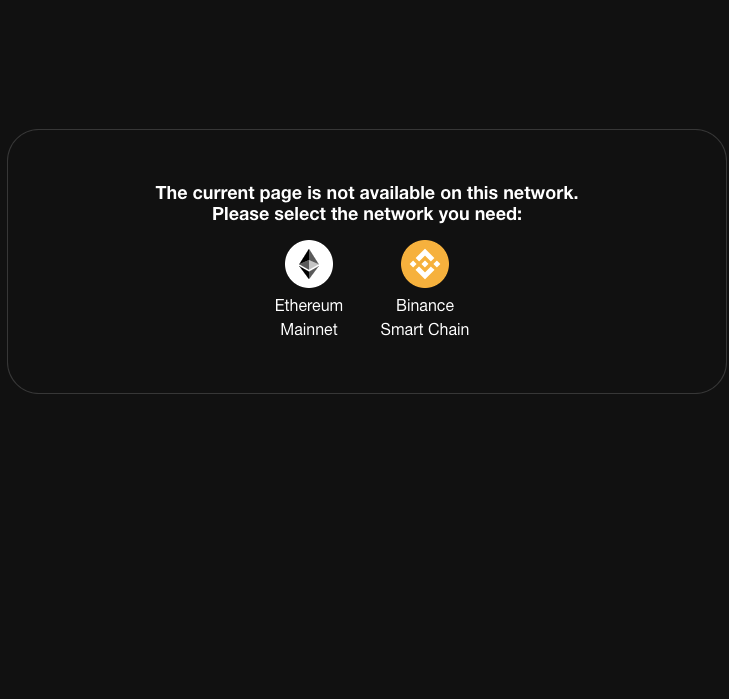 The current page is not available on this network.
Please select the network you need:
Ethereum
Mainnet
Binance
Smart Chain